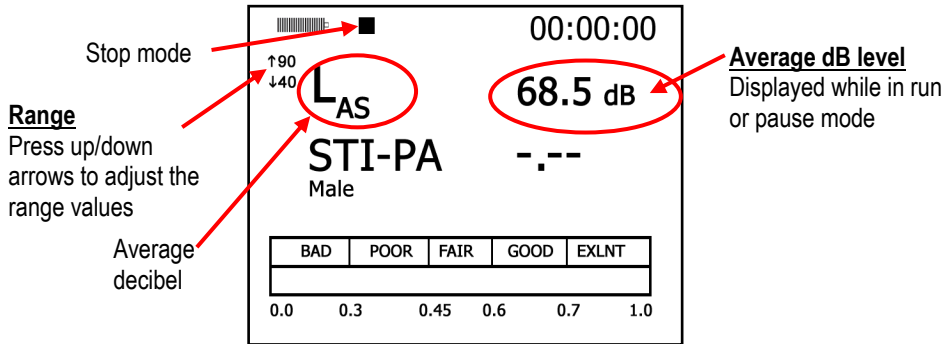 Stop mode
Range
Press up/down
arrows to adjust the
range values
Average
decibel
00:00:00
↑90
↓40
LAS
68.5 dB
STI-PA -.--
Male
BAD POOR FAIR GOOD EXLNT
0.0 0.3 0.45 0.6 0.7 1.0
Average dB level
Displayed while in run
or pause mode